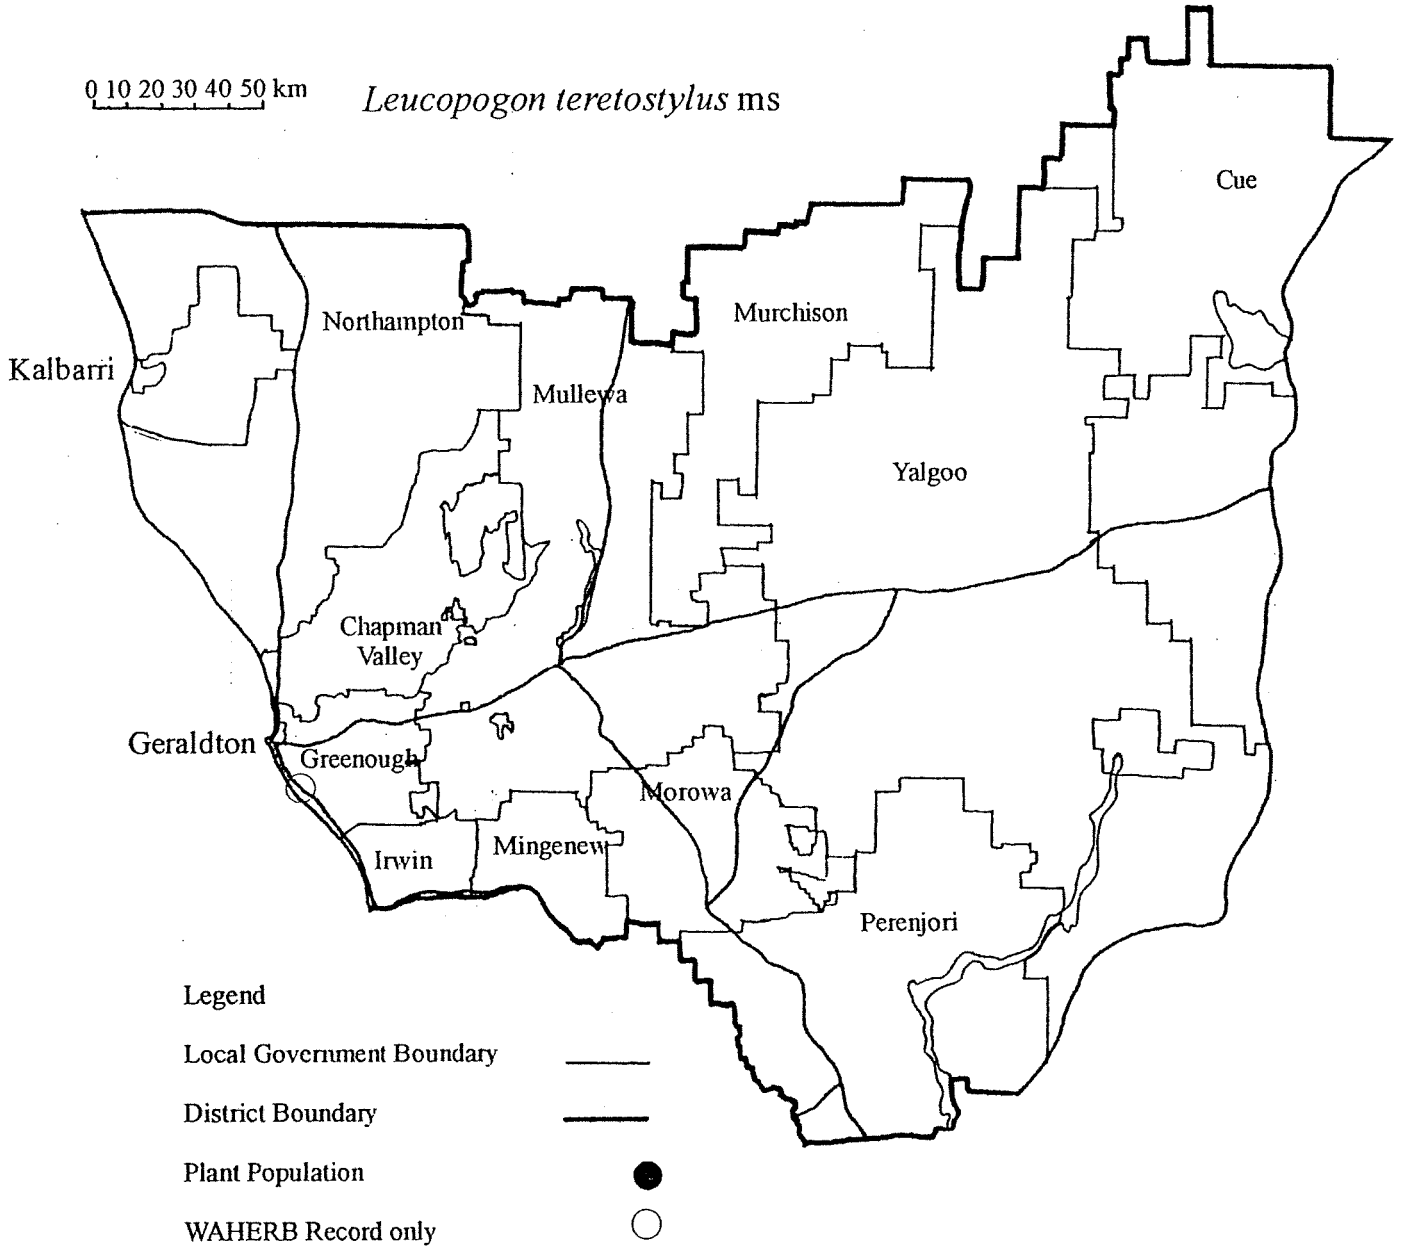 0 10 20 30 40 50 km
Leucopogon teretostylus ms
Cue
Northampton
Murchison
Kalbarri
Mullewa
Yalgoo
Chapman
Valley
Geraldton
Greenough
Morowa
Irwin
Mingenew
Perenjori
Legend
Local Government Boundary
District Boundary
Plant Population
WAHERB Record only